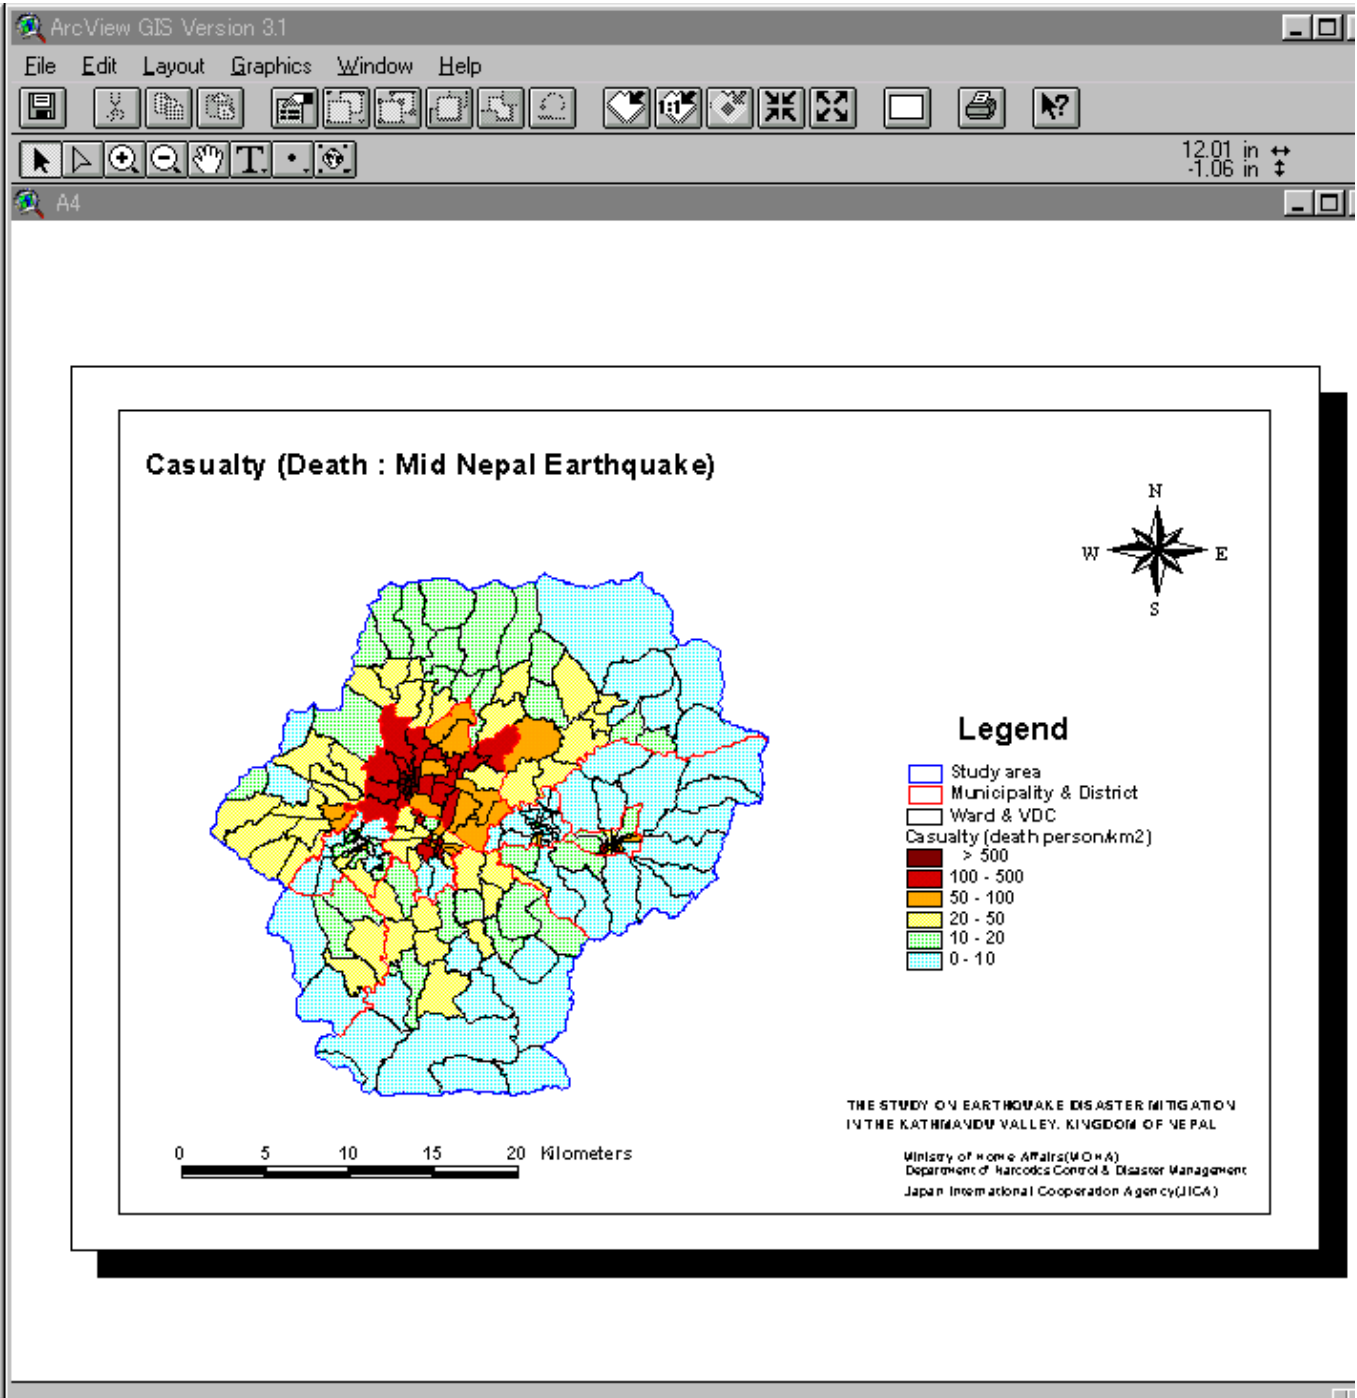 ArcView GIS Version 3.1
File Edit Layout Graphics Window Help
1:1
?
T
12.01 in
-1.06 in
A4
Casualty (Death : Mid Nepal Earthquake)
N
W E
S
Legend
Study area
Municipality & District
Ward & VDC
Casualty (death person/km2)
> 500
100 - 500
50 - 100
20 - 50
10 - 20
0 - 10
THE STUDY ON EARTHQUAKE DISASTER MITIGATION
IN THE KATHMANDU VALLEY. KINGDOM OF NEPAL
0 5 10 15 20 Kilometers
Ministry of Home Affairs(MOHA)
Department of Narcotics Control & Disaster Management
Japan International Cooperation Agency(JICA)